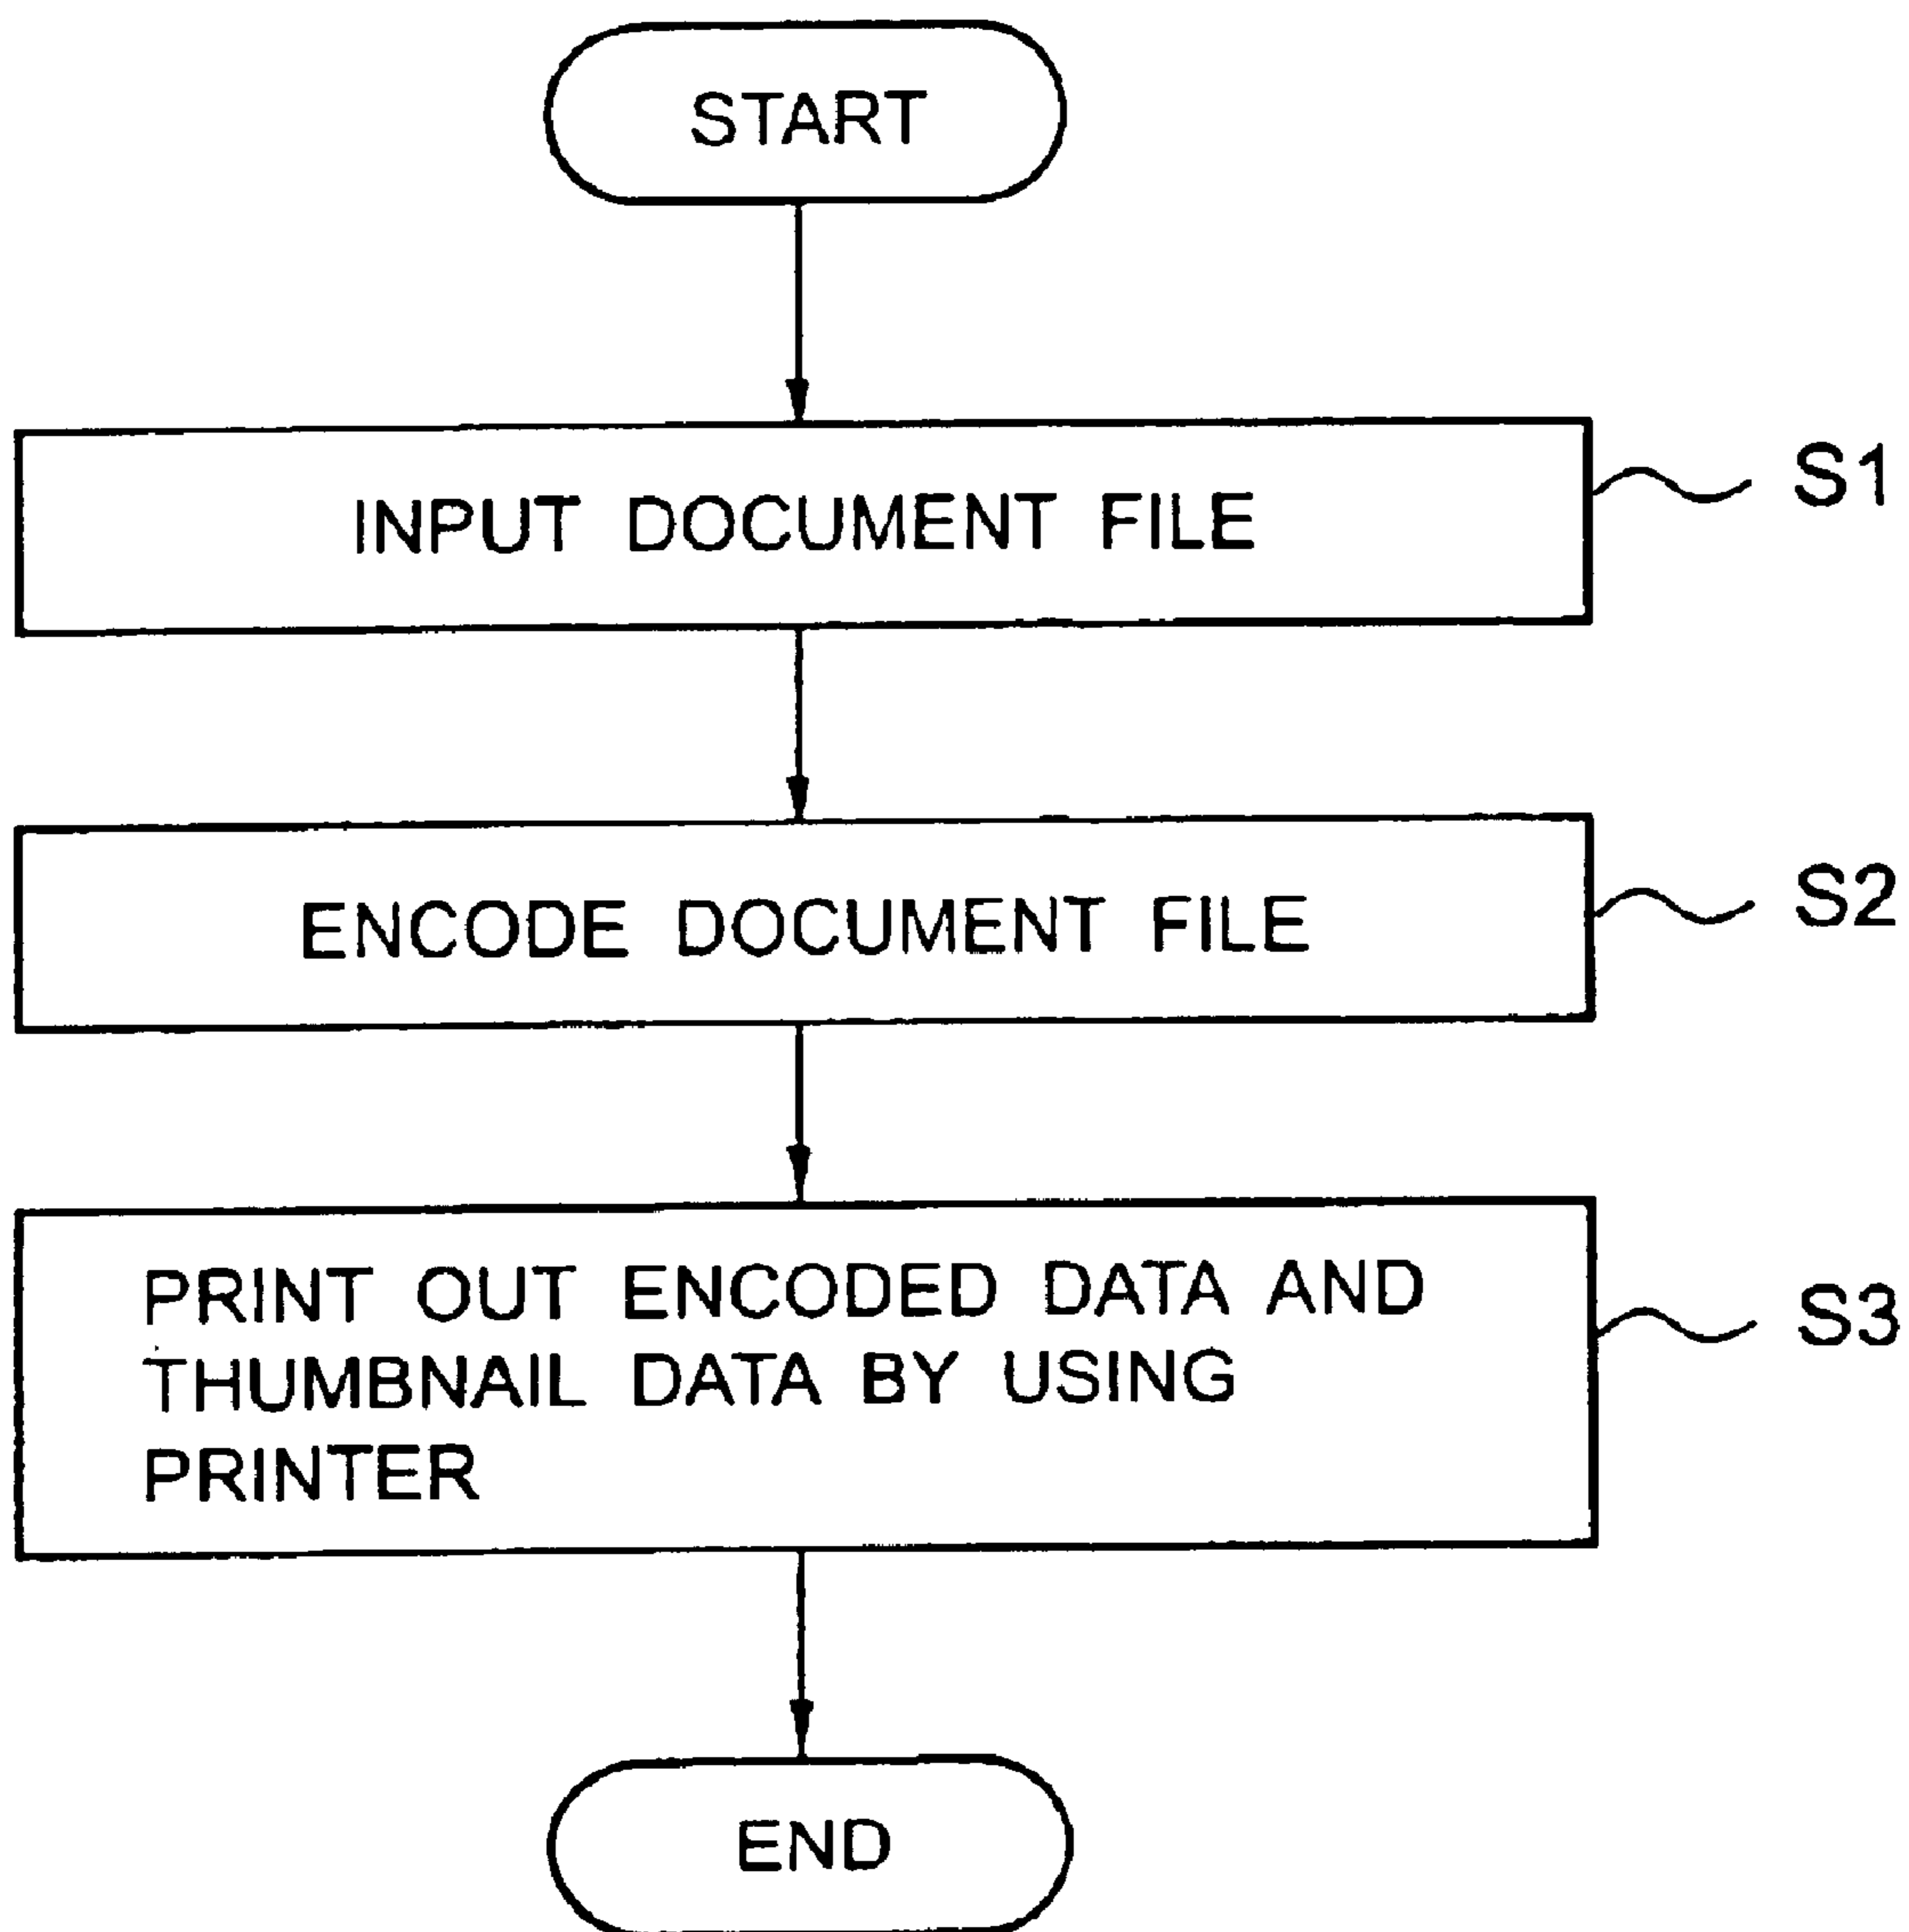 START
INPUT DOCUMENT FILE
S1
ENCODE DOCUMENT FILE
S2
PRINT OUT ENCODED DATA AND
THUMBNAIL DATA BY USING
PRINTER
S3
END